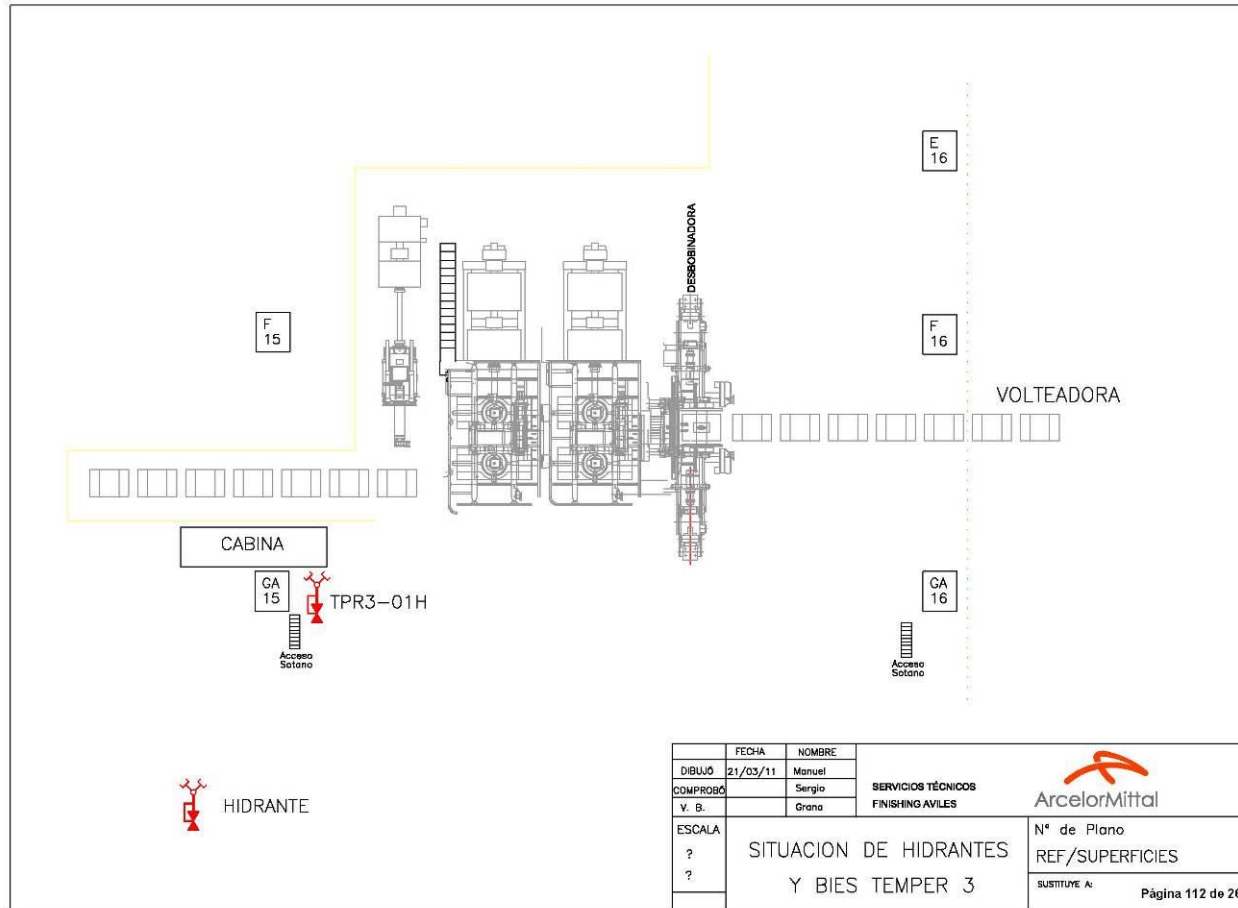 E
16
DESBOBINADORA
F
15
F
16
VOLTEADORA
CABINA
GA
15
TPR3-01H
GA
16
Acceso
Sotano
Acceso
Sotano
HIDRANTE
FECHA NOMBRE
DIBUJÓ 21/03/11 Manuel
COMPROBÓ Sergio
V. B. Grana
SERVICIOS TÉCNICOS
FINISHING AVILES
ArcelorMittal
ESCALA
?
?
SITUACION DE HIDRANTES
Y BIES TEMPER 3
Nº de Plano
REF/SUPERFICIES
SUSTITUYE A:
Página 112 de 26